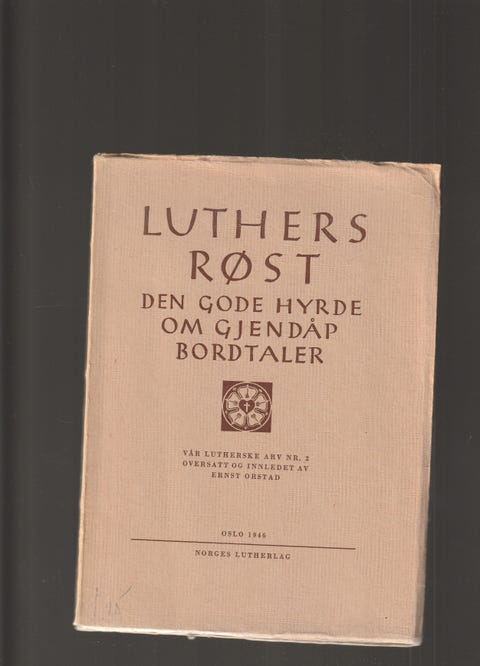 LUTHERS
RØST
DEN GODE HYRDE
OM GJENDÅP
BORDTALER
VÅR LUTHERSKE ARV NR. 2
OVERSATT OG INNLEDET AV
ERNST ORSTAD
OSLO 1946
NORGES LUTHERLAG